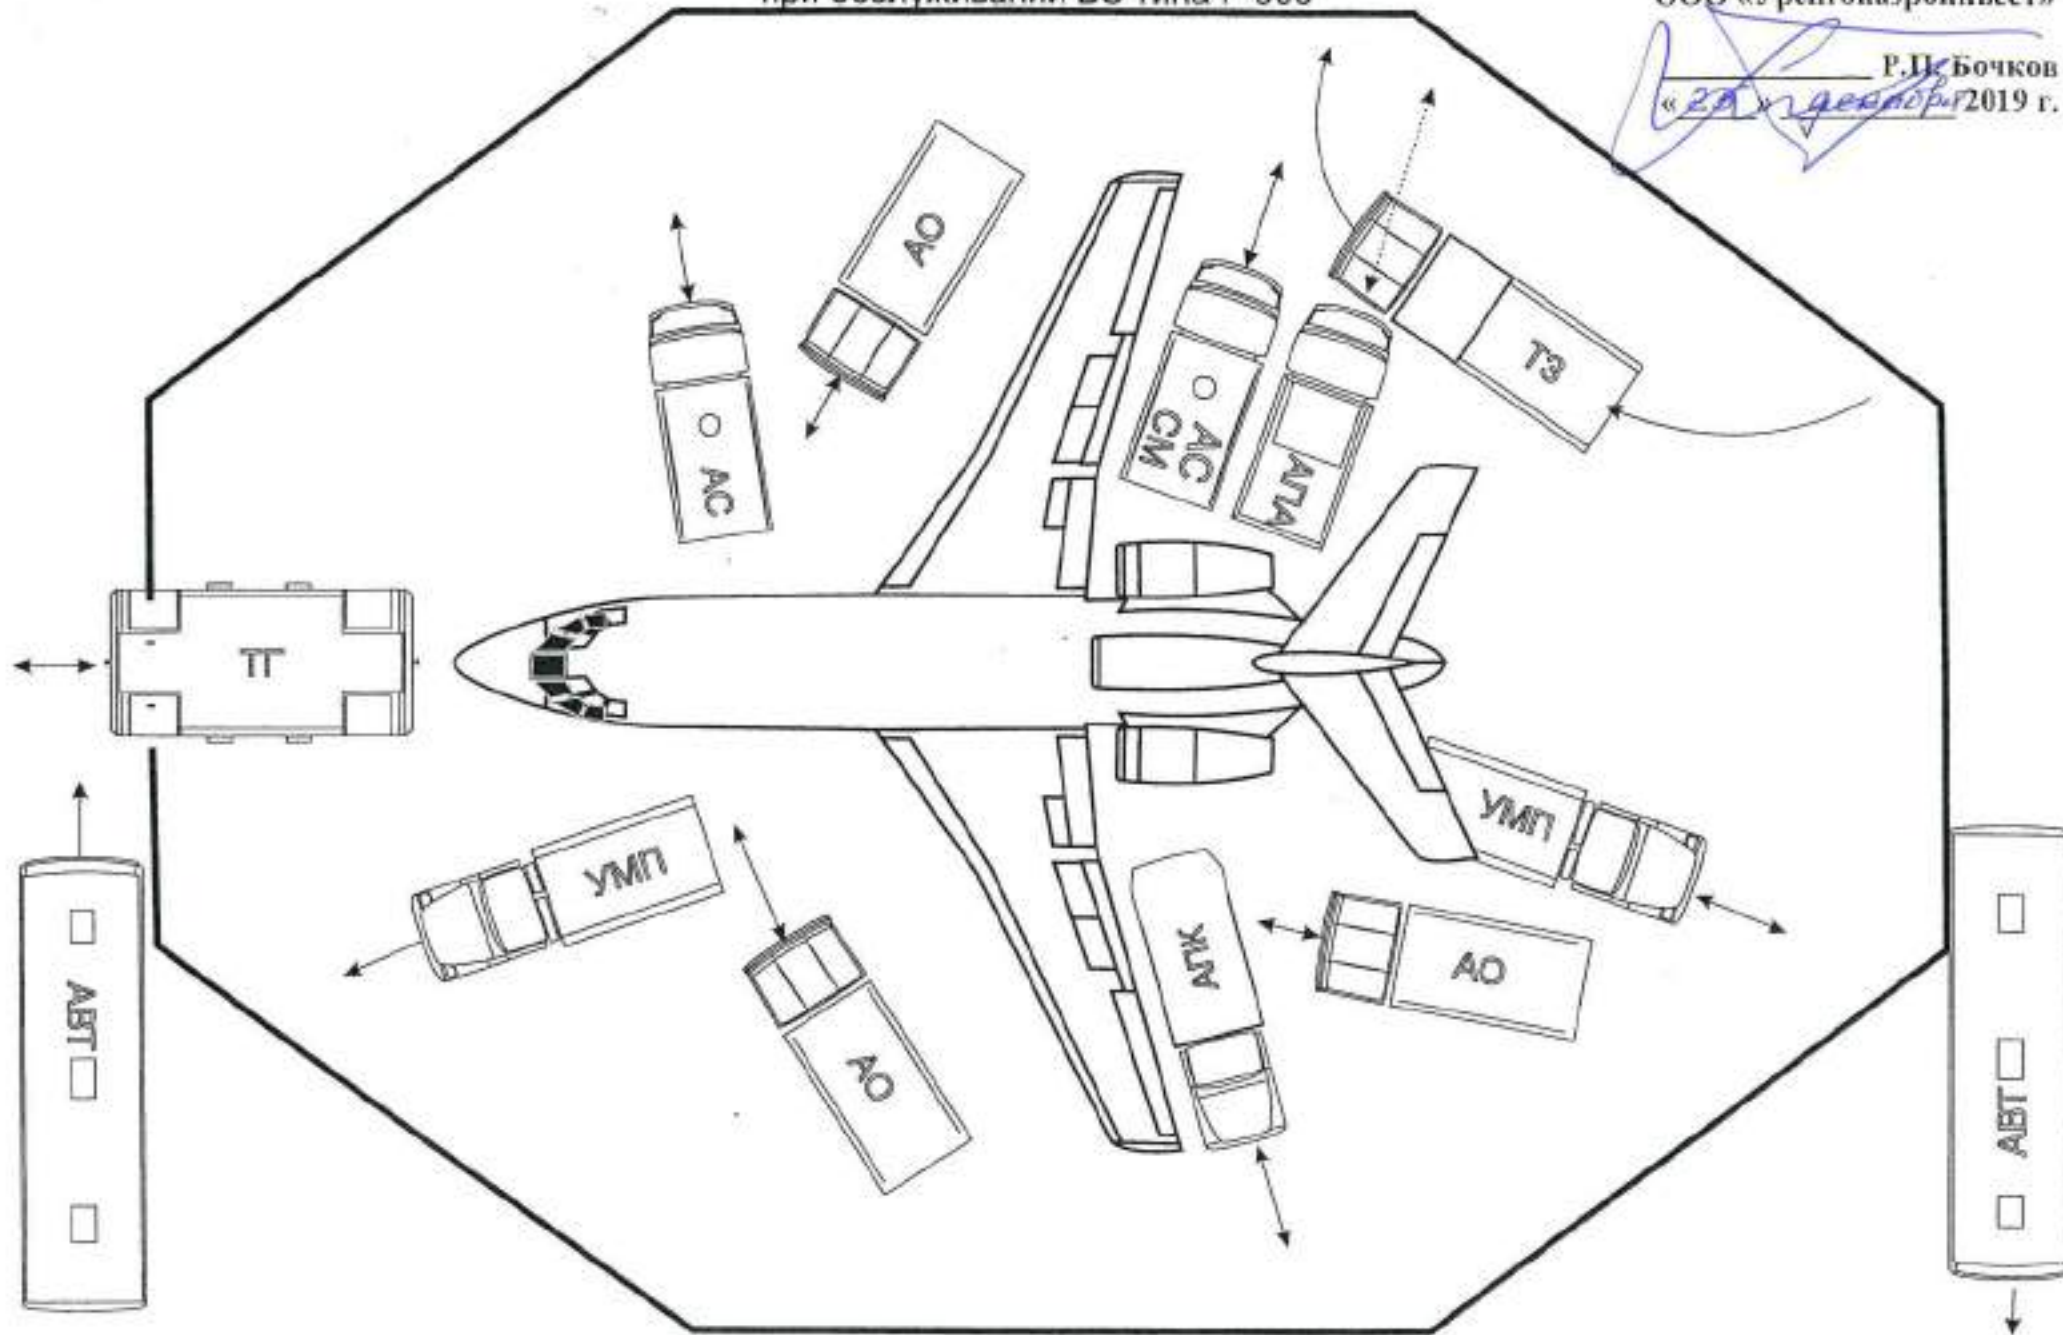 Р.П. Бочков
« 2019 г.
АО
АС
АС
СМ
АПА
ТЗ
ТГ
УМП
УМП
АВТ
АО
АПК
АО
АВТ